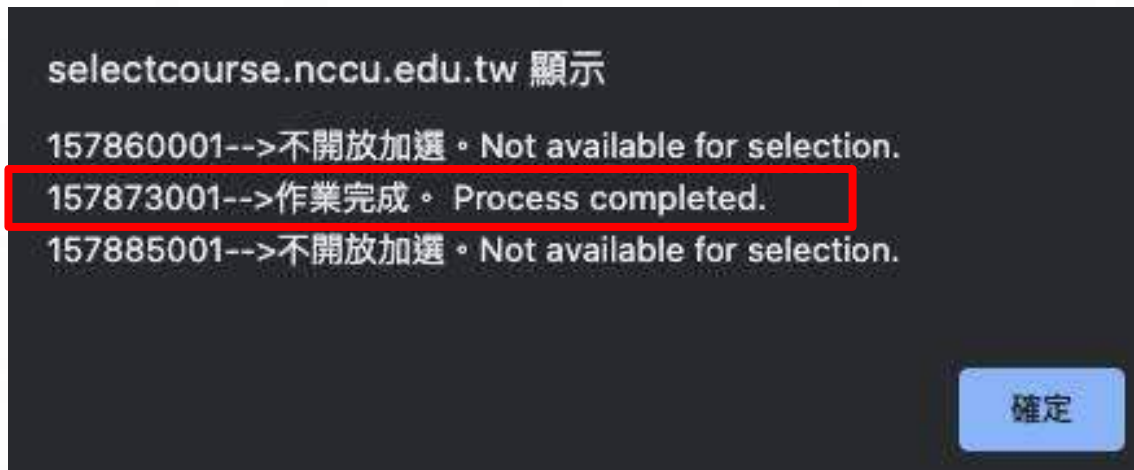 selectcourse.nccu.edu.tw 顯示
157860001-->不開放加選。Not available for selection.
157873001-->作業完成。 Process completed.
157885001-->不開放加選。Not available for selection.
確定